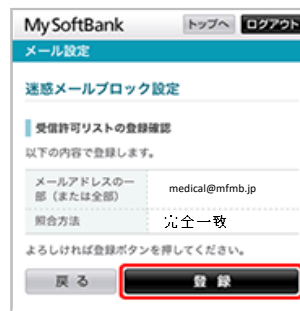 My SoftBank トップへ ログアウト
メール設定
迷惑メールブロック設定
受信許可リストの登録確認
以下の内容で登録します。
メールアドレスの一
部（または全部） medical@mfmb.jp
照合方法 完全一致
よろしければ登録ボタンを押してください。
戻る 登録